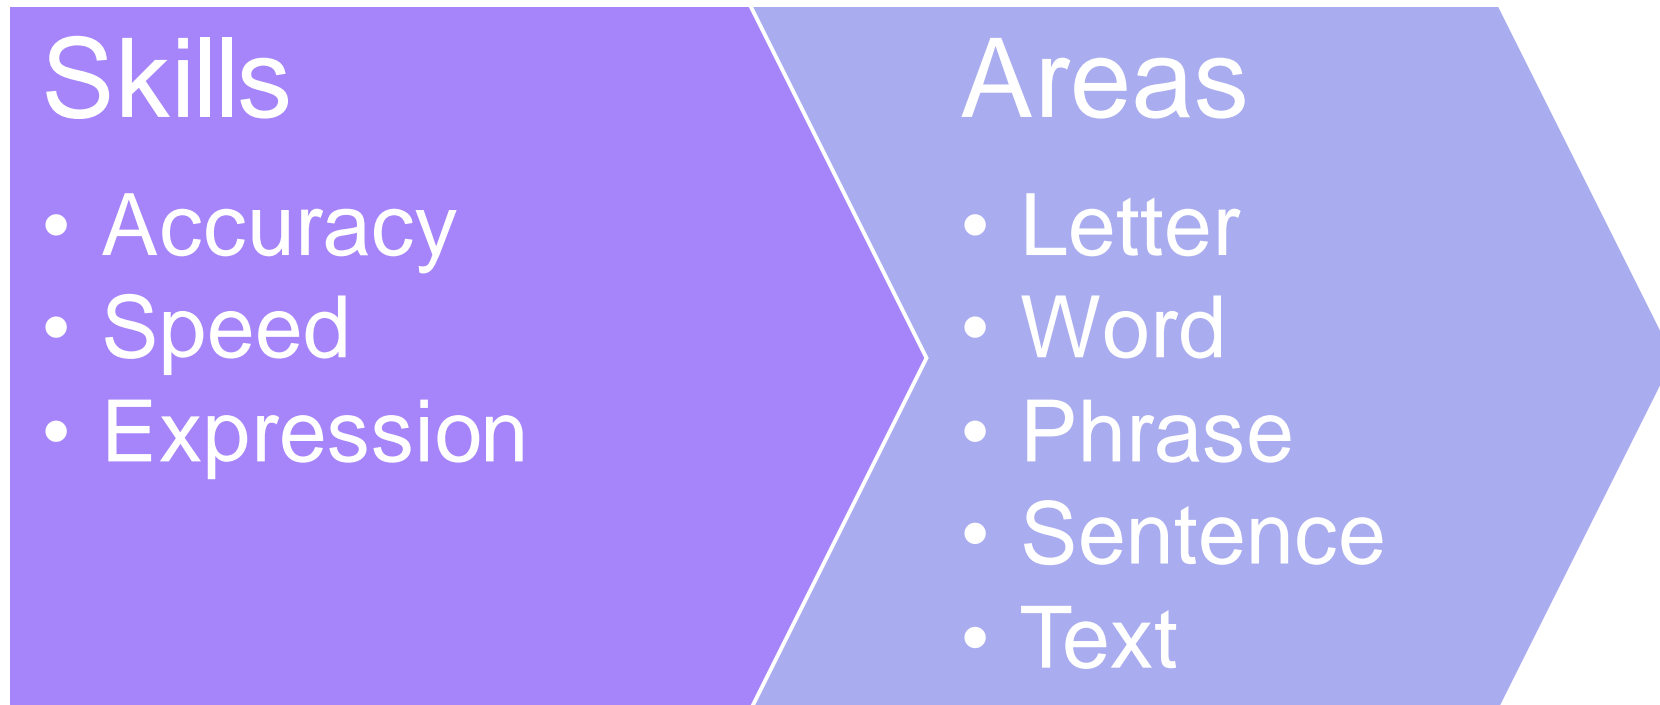 Skills
• Accuracy
• Speed
• Expression
Areas
• Letter
• Word
• Phrase
• Sentence
• Text